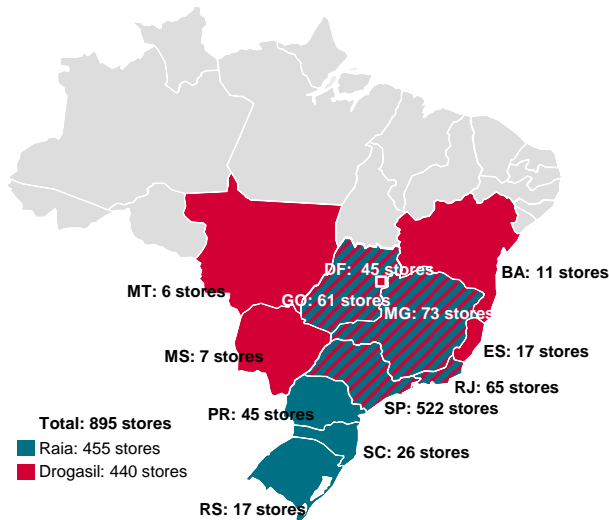 DF: 45 stores
BA: 11 stores
MT: 6 stores
GO: 61 stores
MG: 73 stores
MS: 7 stores
ES: 17 stores
RJ: 65 stores
SP: 522 stores
PR: 45 stores
Total: 895 stores
Raia: 455 stores
SC: 26 stores
Drogasil: 440 stores
RS: 17 stores